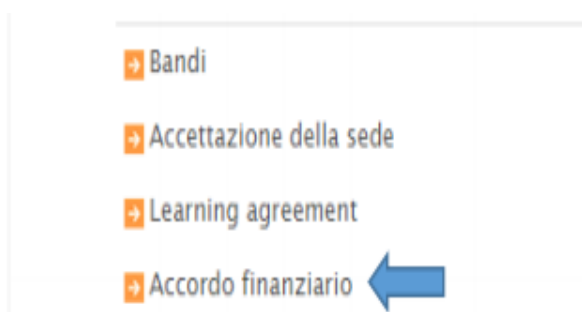 Bandi
Accettazione della sede
Learning agreement
Accordo finanziario